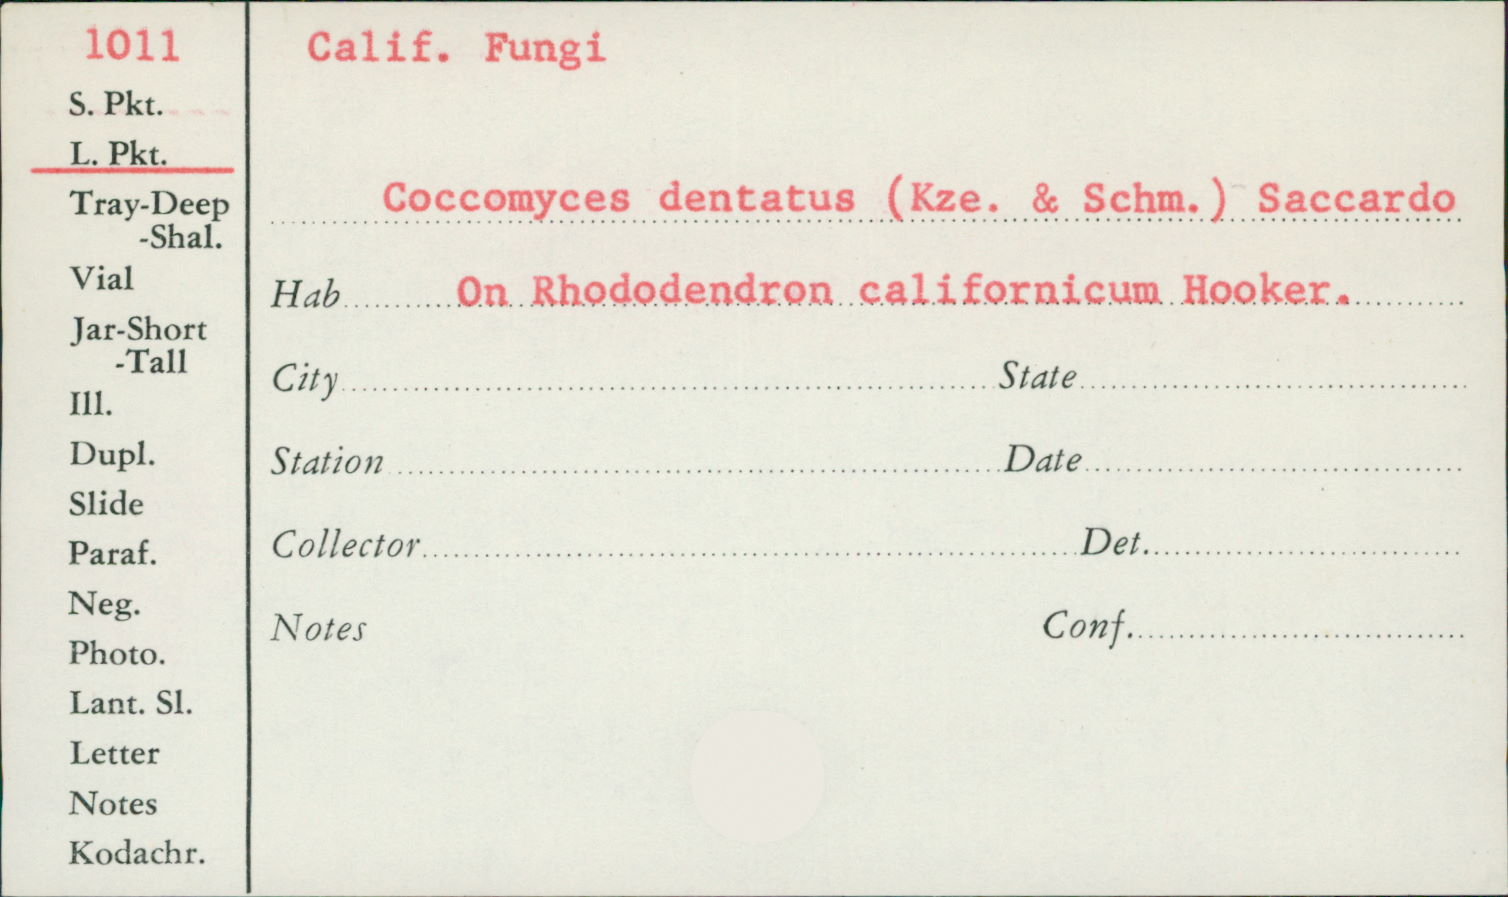 1011
S. Pkt.
L. Pkt.
Tray-Deep
-Shal.
Vial
Jar-Short
-Tall
Ill.
Dupl.
Slide
Paraf.
Neg.
Photo.
Lant. Sl.
Letter
Notes
Kodachr.
Calif. Fungi
Coccomyces dentatus (Kze. & Schm.) Saccardo
Hab On Rhododendron californicum Hooker.
City State
Station Date
Collector Det.
Notes Conf.